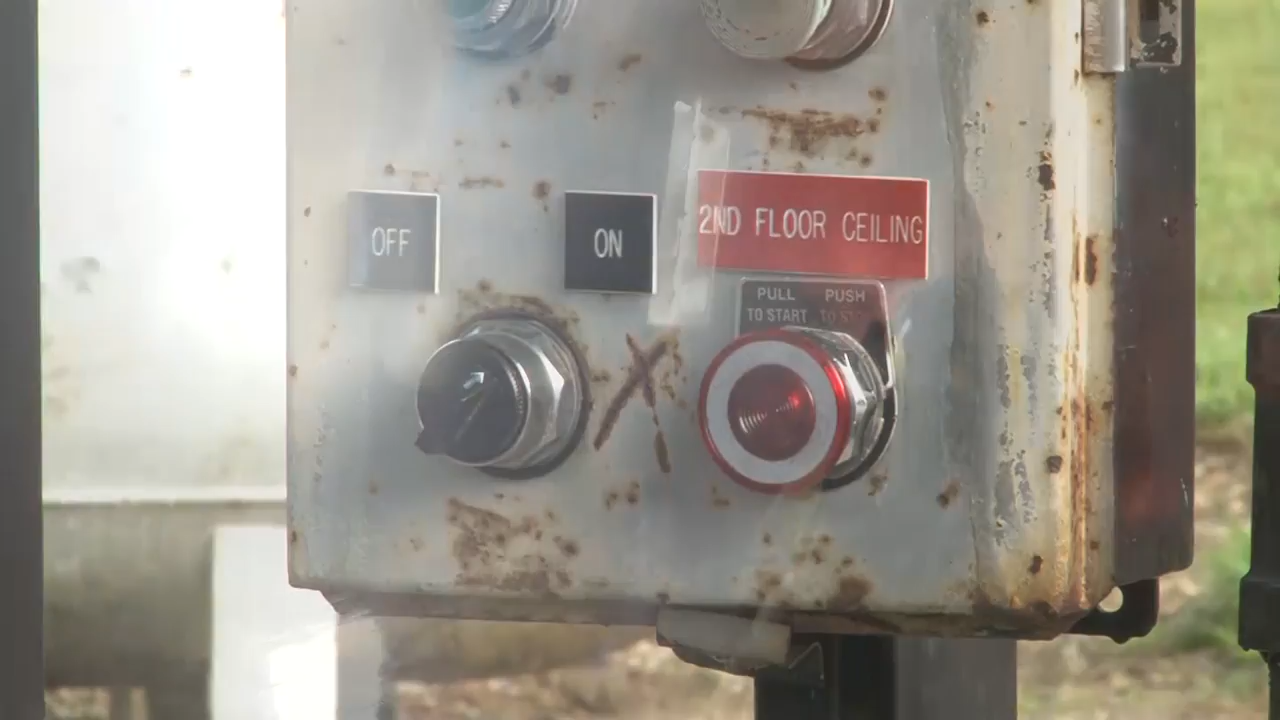 OFF
ON
2ND FLOOR CEILING
PULL PUSH
TO START TO STOP